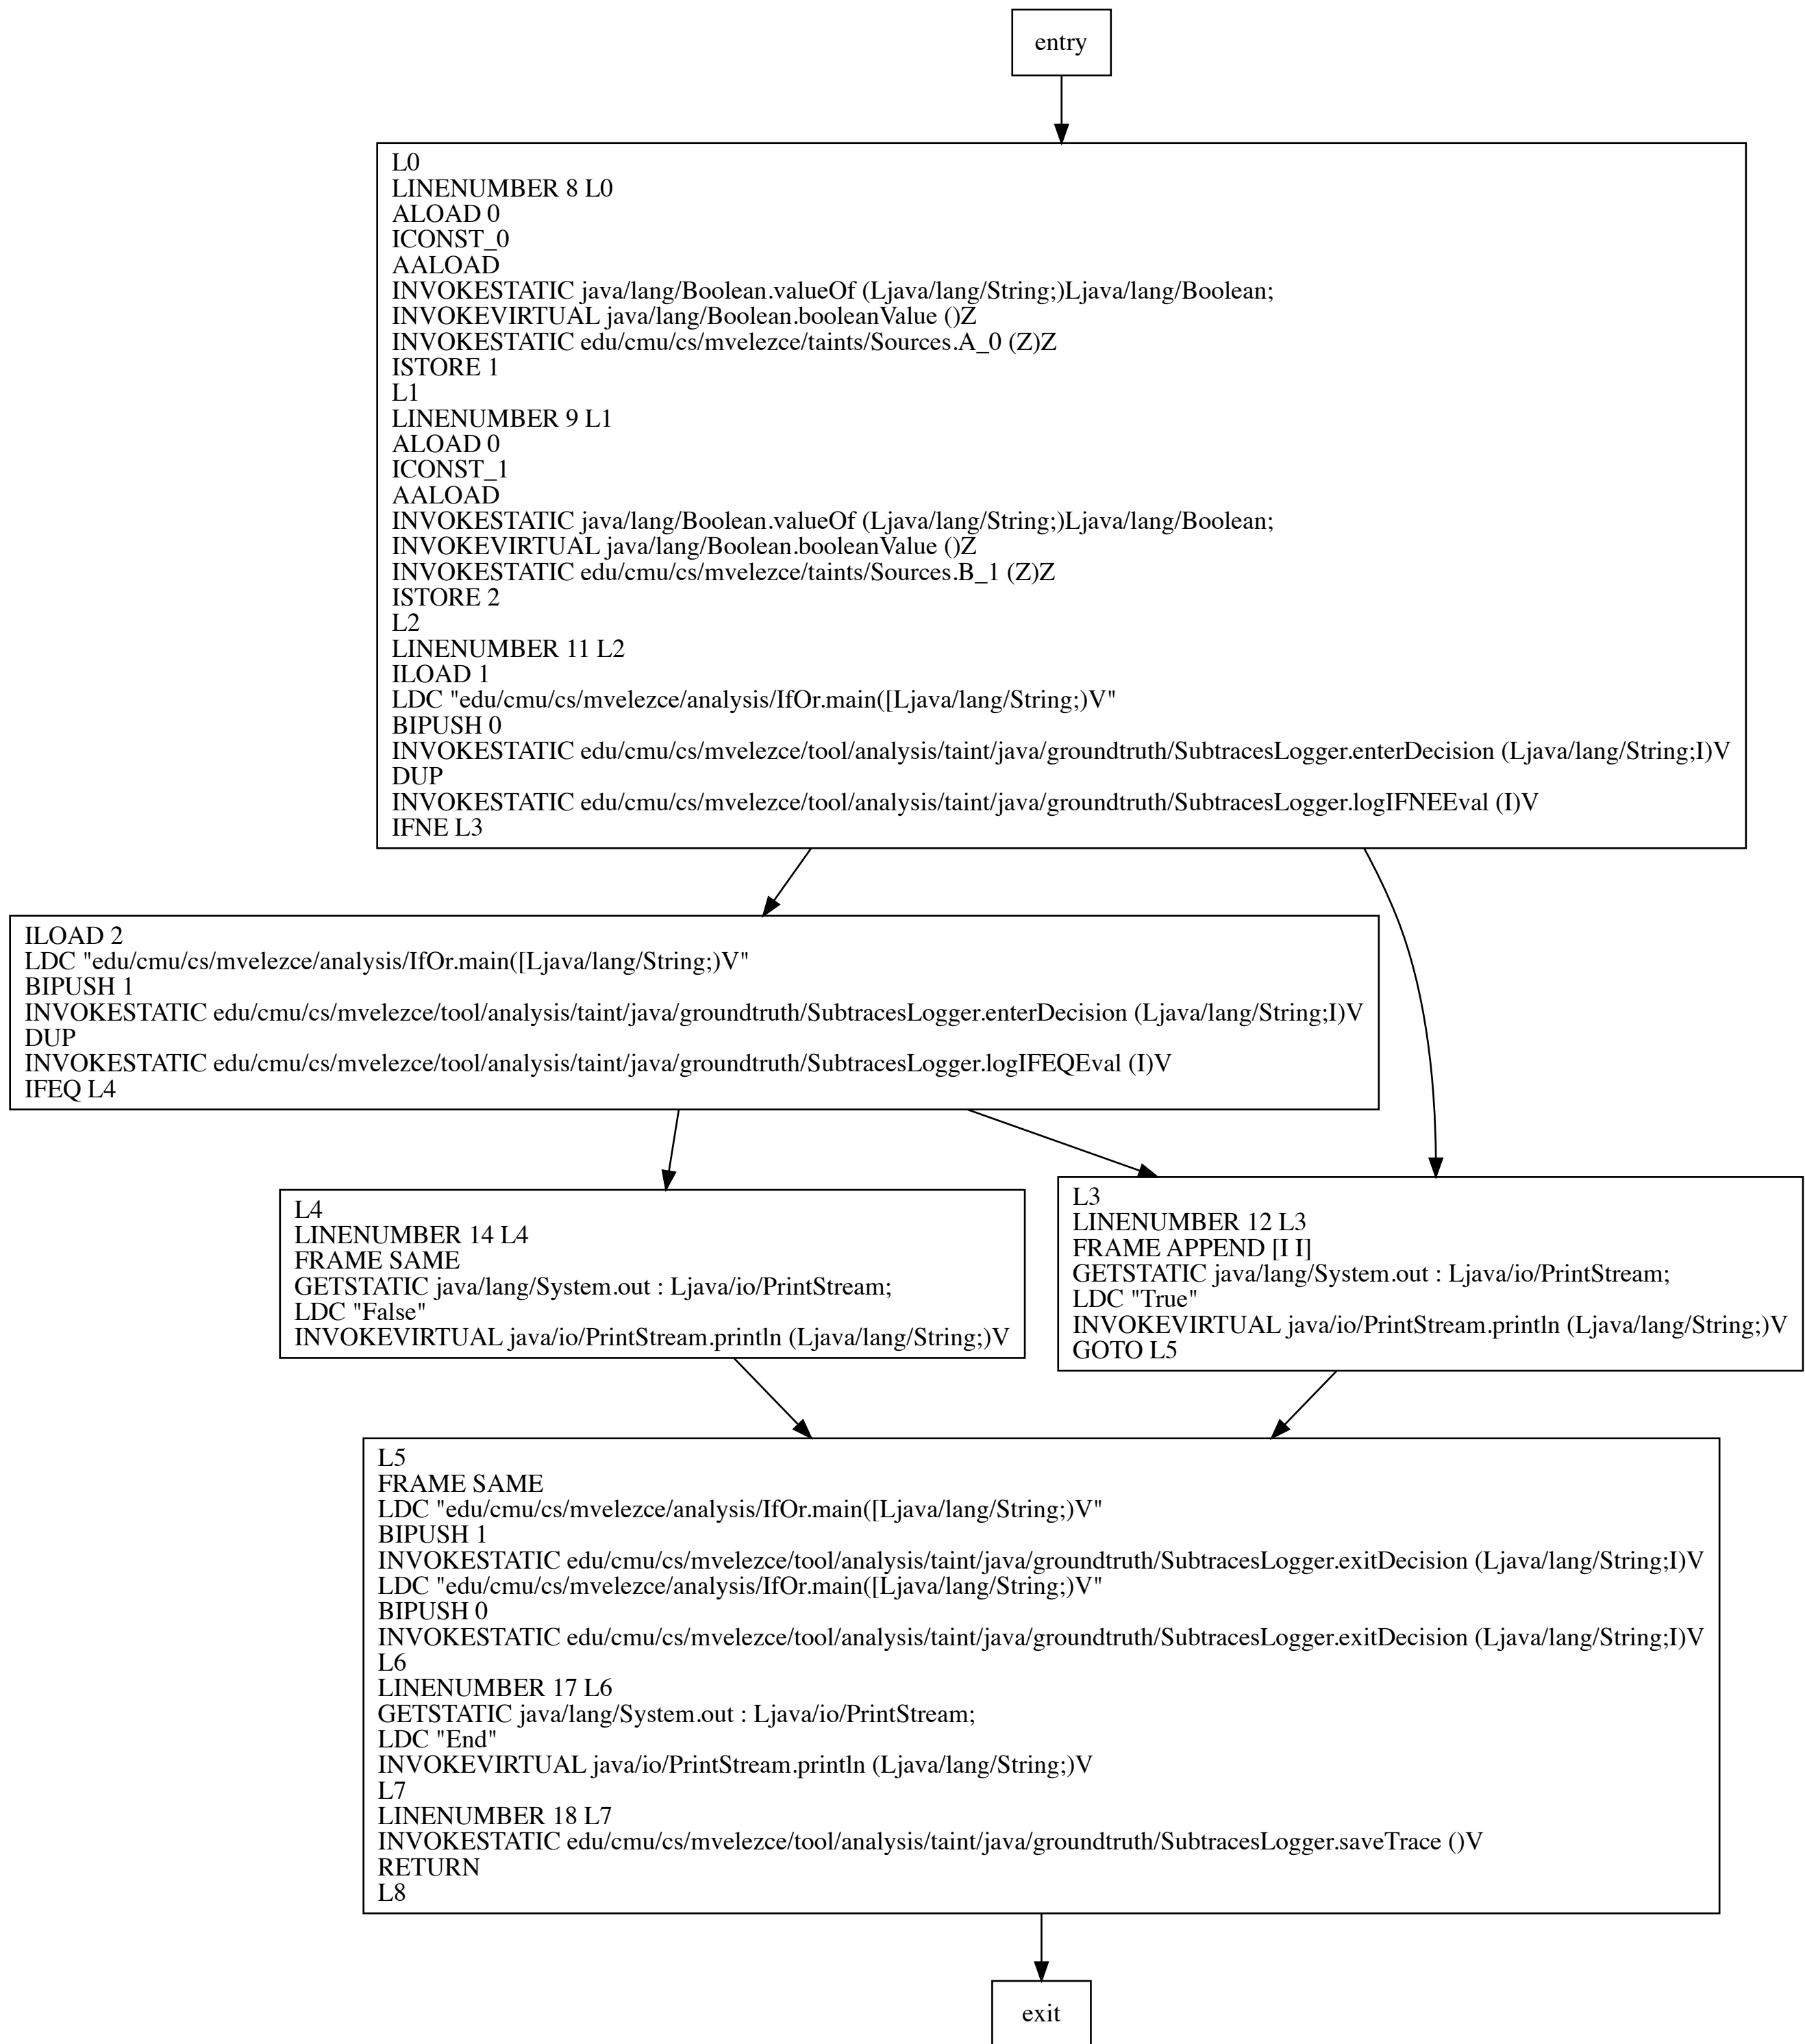 entry
L0
LINENUMBER 8 L0
ALOAD 0
ICONST_0
AALOAD
INVOKESTATIC java/lang/Boolean.valueOf (Ljava/lang/String;)Ljava/lang/Boolean;
INVOKEVIRTUAL java/lang/Boolean.booleanValue ()Z
INVOKESTATIC edu/cmu/cs/mvelezce/taints/Sources.A_0 (Z)Z
ISTORE 1
L1
LINENUMBER 9 L1
ALOAD 0
ICONST_1
AALOAD
INVOKESTATIC java/lang/Boolean.valueOf (Ljava/lang/String;)Ljava/lang/Boolean;
INVOKEVIRTUAL java/lang/Boolean.booleanValue ()Z
INVOKESTATIC edu/cmu/cs/mvelezce/taints/Sources.B_1 (Z)Z
ISTORE 2
L2
LINENUMBER 11 L2
ILOAD 1
LDC "edu/cmu/cs/mvelezce/analysis/IfOr.main([Ljava/lang/String;)V"
BIPUSH 0
INVOKESTATIC edu/cmu/cs/mvelezce/tool/analysis/taint/java/groundtruth/SubtracesLogger.enterDecision (Ljava/lang/String;I)V
DUP
INVOKESTATIC edu/cmu/cs/mvelezce/tool/analysis/taint/java/groundtruth/SubtracesLogger.logIFNEEval (I)V
IFNE L3
ILOAD 2
LDC "edu/cmu/cs/mvelezce/analysis/IfOr.main([Ljava/lang/String;)V"
BIPUSH 1
INVOKESTATIC edu/cmu/cs/mvelezce/tool/analysis/taint/java/groundtruth/SubtracesLogger.enterDecision (Ljava/lang/String;I)V
DUP
INVOKESTATIC edu/cmu/cs/mvelezce/tool/analysis/taint/java/groundtruth/SubtracesLogger.logIFEQEval (I)V
IFEQ L4
L4
LINENUMBER 14 L4
FRAME SAME
GETSTATIC java/lang/System.out : Ljava/io/PrintStream;
LDC "False"
INVOKEVIRTUAL java/io/PrintStream.println (Ljava/lang/String;)V
L3
LINENUMBER 12 L3
FRAME APPEND [I I]
GETSTATIC java/lang/System.out : Ljava/io/PrintStream;
LDC "True"
INVOKEVIRTUAL java/io/PrintStream.println (Ljava/lang/String;)V
GOTO L5
L5
FRAME SAME
LDC "edu/cmu/cs/mvelezce/analysis/IfOr.main([Ljava/lang/String;)V"
BIPUSH 1
INVOKESTATIC edu/cmu/cs/mvelezce/tool/analysis/taint/java/groundtruth/SubtracesLogger.exitDecision (Ljava/lang/String;I)V
LDC "edu/cmu/cs/mvelezce/analysis/IfOr.main([Ljava/lang/String;)V"
BIPUSH 0
INVOKESTATIC edu/cmu/cs/mvelezce/tool/analysis/taint/java/groundtruth/SubtracesLogger.exitDecision (Ljava/lang/String;I)V
L6
LINENUMBER 17 L6
GETSTATIC java/lang/System.out : Ljava/io/PrintStream;
LDC "End"
INVOKEVIRTUAL java/io/PrintStream.println (Ljava/lang/String;)V
L7
LINENUMBER 18 L7
INVOKESTATIC edu/cmu/cs/mvelezce/tool/analysis/taint/java/groundtruth/SubtracesLogger.saveTrace ()V
RETURN
L8
exit